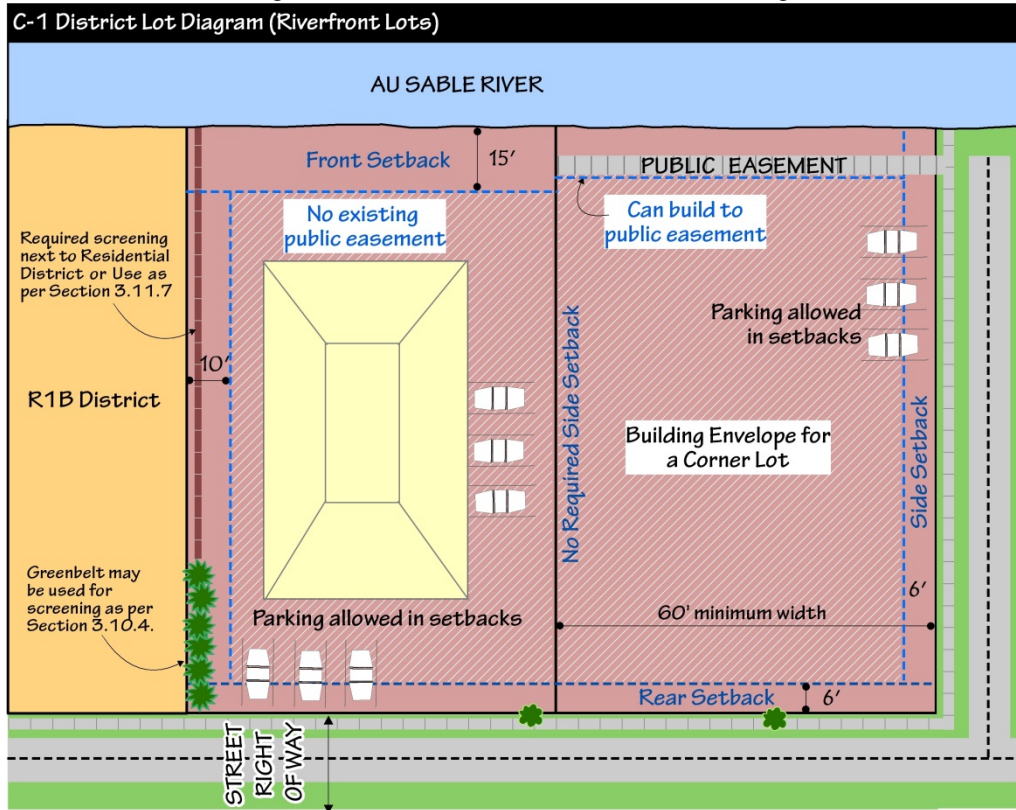 C-1 District Lot Diagram (Riverfront Lots)
AU SABLE RIVER
Front Setback
15'
PUBLIC EASEMENT
No existing
public easement
Can build to
public easement
Required screening
next to Residential
District or Use as
per Section 3.11.7
Parking allowed
in setbacks
10'
R1B District
No Required Side Setback
Building Envelope for
a Corner Lot
Side Setback
Greenbelt may
be used for
screening as per
Section 3.10.4.
Parking allowed in setbacks
60' minimum width
6'
Rear Setback
6'
STREET
RIGHT
OF WAY